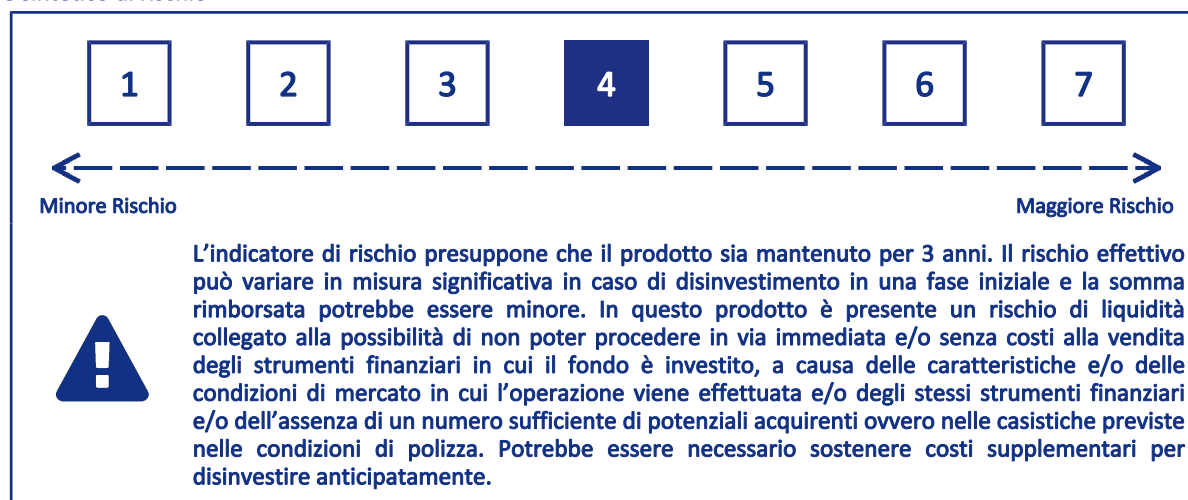 1 2 3 4 5 6 7
Minore Rischio Maggiore Rischio
L'indicatore di rischio presuppone che il prodotto sia mantenuto per 3 anni. Il rischio effettivo
può variare in misura significativa in caso di disinvestimento in una fase iniziale e la somma
rimborsata potrebbe essere minore. In questo prodotto è presente un rischio di liquidità
collegato alla possibilità di non poter procedere in via immediata e/o senza costi alla vendita
degli strumenti finanziari in cui il fondo è investito, a causa delle caratteristiche e/o delle
condizioni di mercato in cui l'operazione viene effettuata e/o degli stessi strumenti finanziari
e/o dell'assenza di un numero sufficiente di potenziali acquirenti ovvero nelle casistiche previste
nelle condizioni di polizza. Potrebbe essere necessario sostenere costi supplementari per
disinvestire anticipatamente.